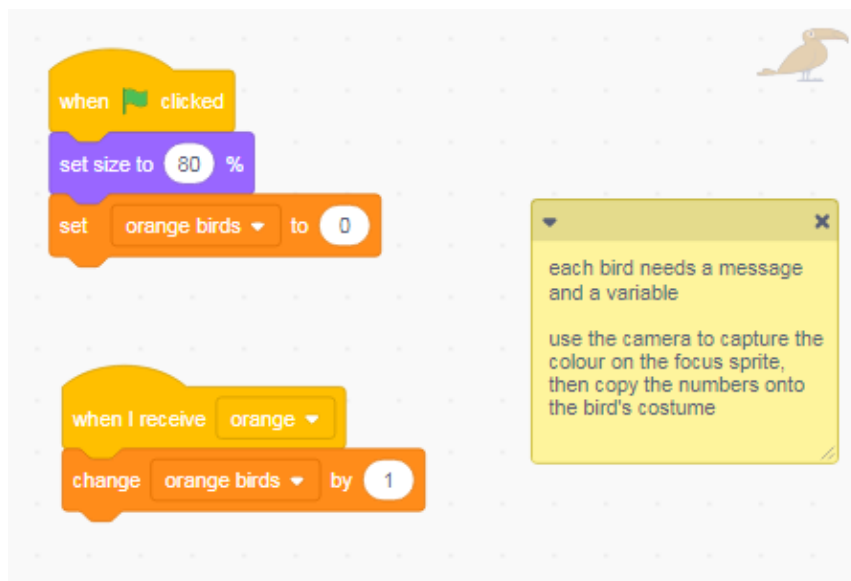 when clicked
set size to 80 %
set orange birds to 0
when I receive orange
change orange birds by 1
each bird needs a message
and a variable
use the camera to capture the
colour on the focus sprite,
then copy the numbers onto
the bird's costume